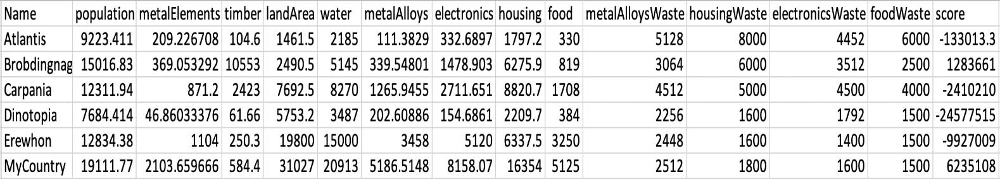 Name population metalElements timber landArea water metalAlloys electronics housing food metalAlloysWaste housingWaste electronicsWaste foodWaste score
Atlantis 9223.411 209.226708 104.6 1461.5 2185 111.3829 332.6897 1797.2 330 5128 8000 4452 6000 -133013.3
Brobdingnag 15016.83 369.053292 10553 2490.5 5145 339.54801 1478.903 6275.9 819 3064 6000 3512 2500 1283661
Carpania 12311.94 871.2 2423 7692.5 8270 1265.9455 2711.651 8820.7 1708 4512 5000 4500 4000 -2410210
Dinotopia 7684.414 46.86033376 61.66 5753.2 3487 202.60886 154.6861 2209.7 384 2256 1600 1792 1500 -24577515
Erewhon 12834.38 1104 250.3 19800 15000 3458 5120 6337.5 3250 2448 1600 1400 1500 -9927009
MyCountry 19111.77 2103.659666 584.4 31027 20913 5186.5148 8158.07 16354 5125 2512 1800 1600 1500 6235108